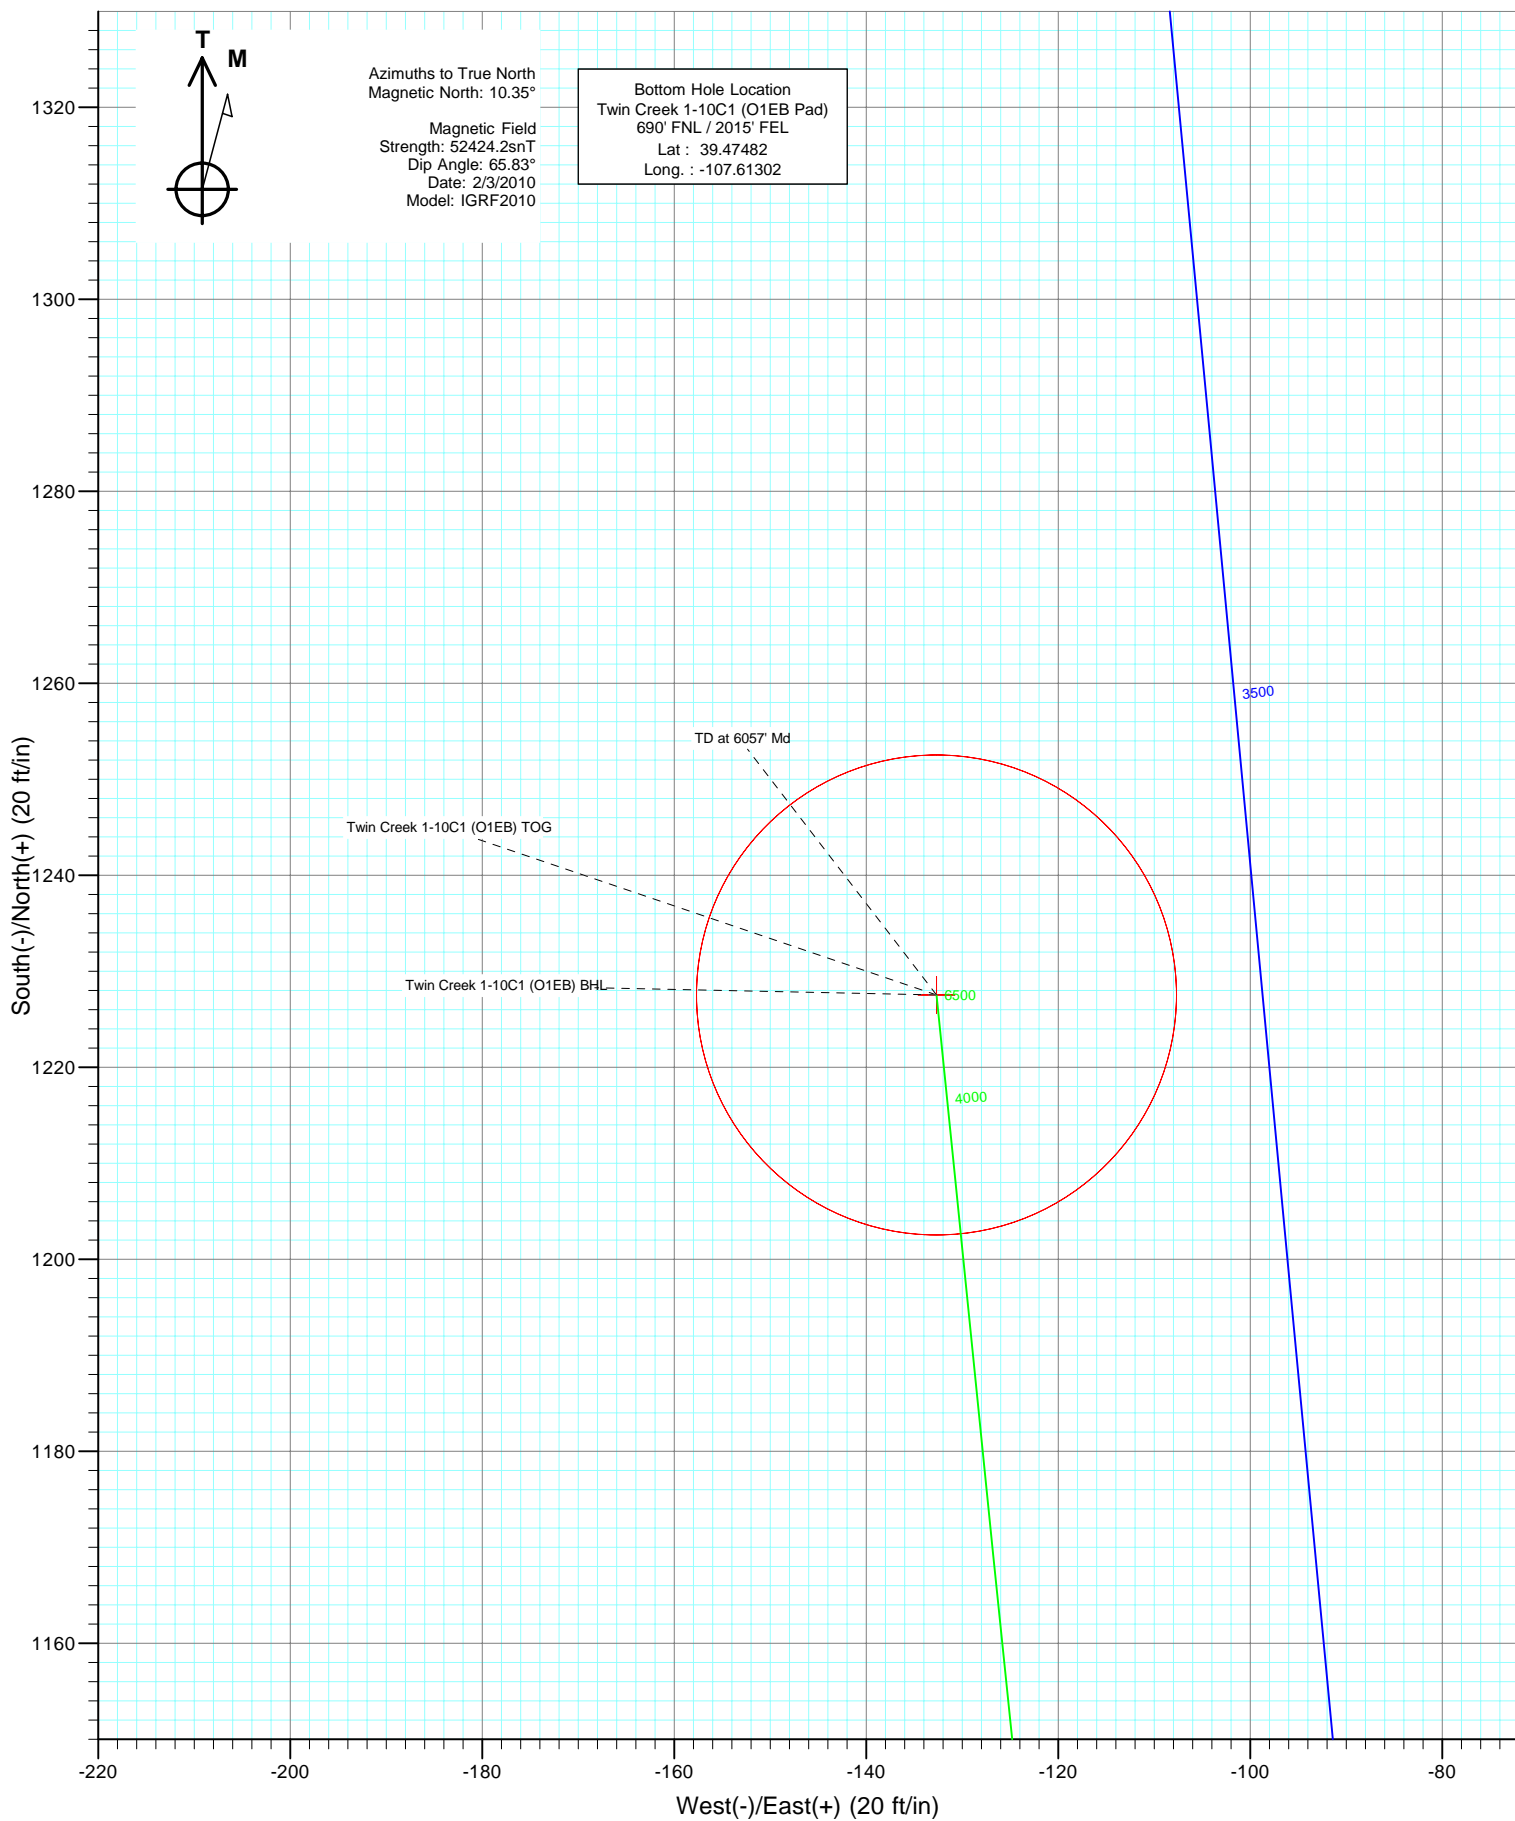 T
M
Azimuths to True North
Magnetic North: 10.35°
Magnetic Field
Strength: 52424.2snT
Dip Angle: 65.83°
Date: 2/3/2010
Model: IGRF2010
Bottom Hole Location
Twin Creek 1-10C1 (O1EB Pad)
690' FNL / 2015' FEL
Lat : 39.47482
Long. : -107.61302
1320
1300
1280
1260
1240
1220
1200
1180
1160
South(-)/North(+) (20 ft/in)
3500
TD at 6057' Md
Twin Creek 1-10C1 (O1EB) TOG
Twin Creek 1-10C1 (O1EB) BHL
6500
4000
-220
-200
-180
-160
-140
-120
-100
-80
West(-)/East(+) (20 ft/in)